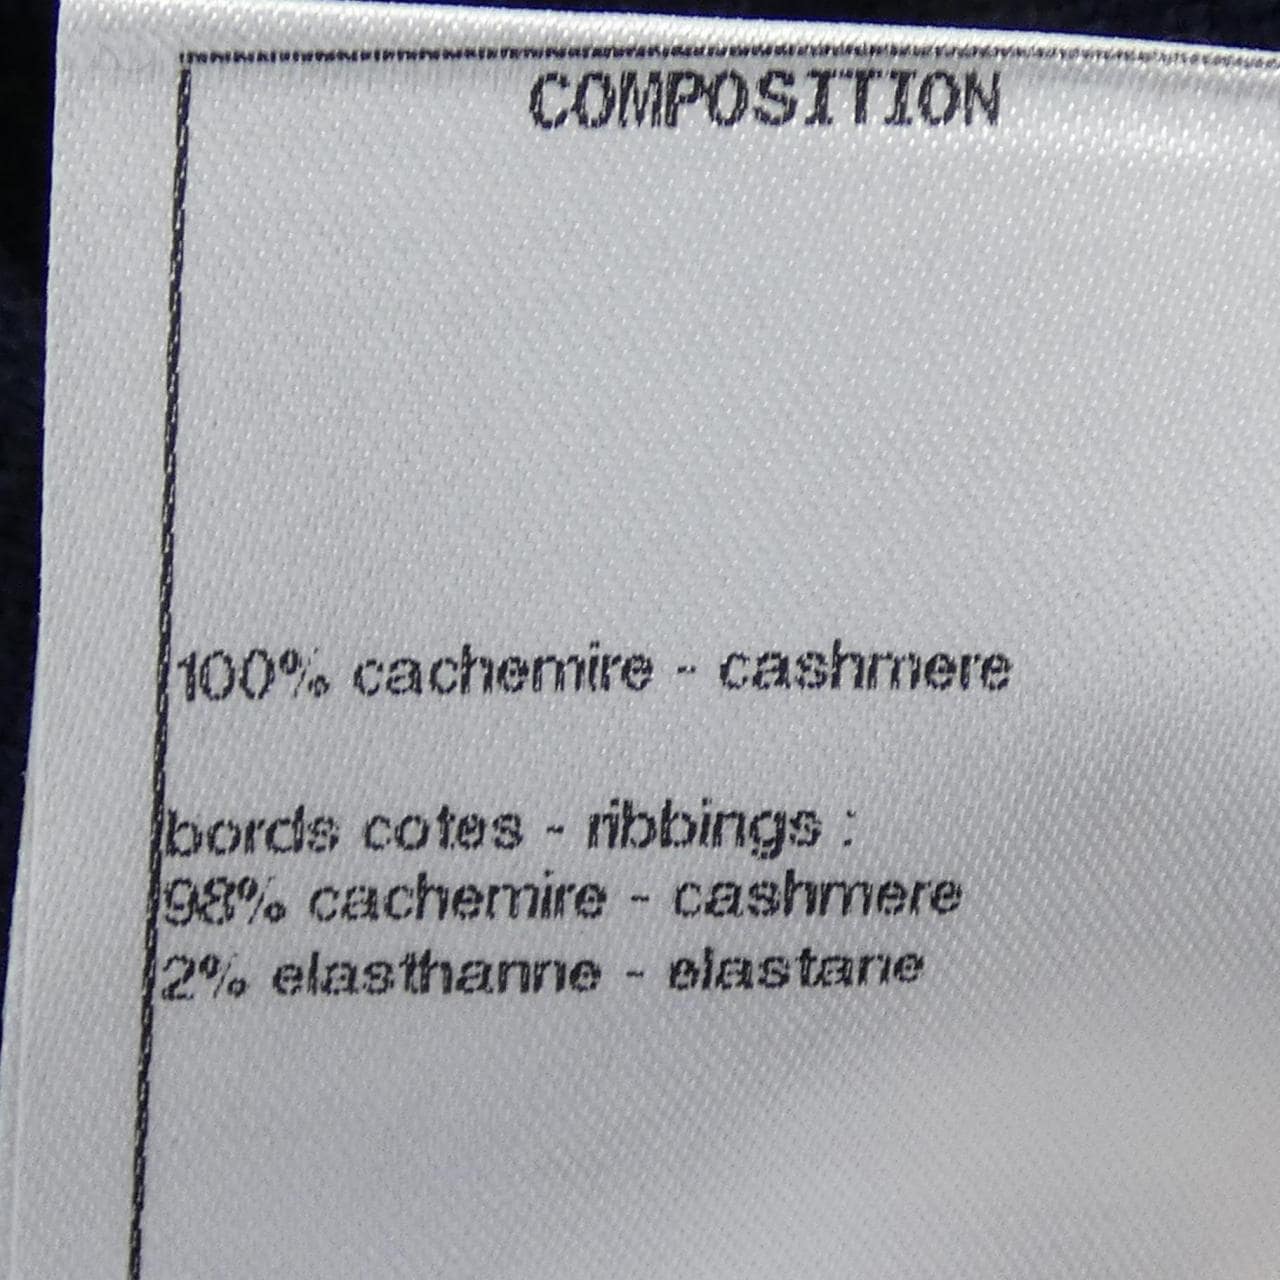 COMPOSITION
100% cachemire - cashmere
bords cotes - ribbings :
98% cachemire - cashmere
2% elasthanne - elastane